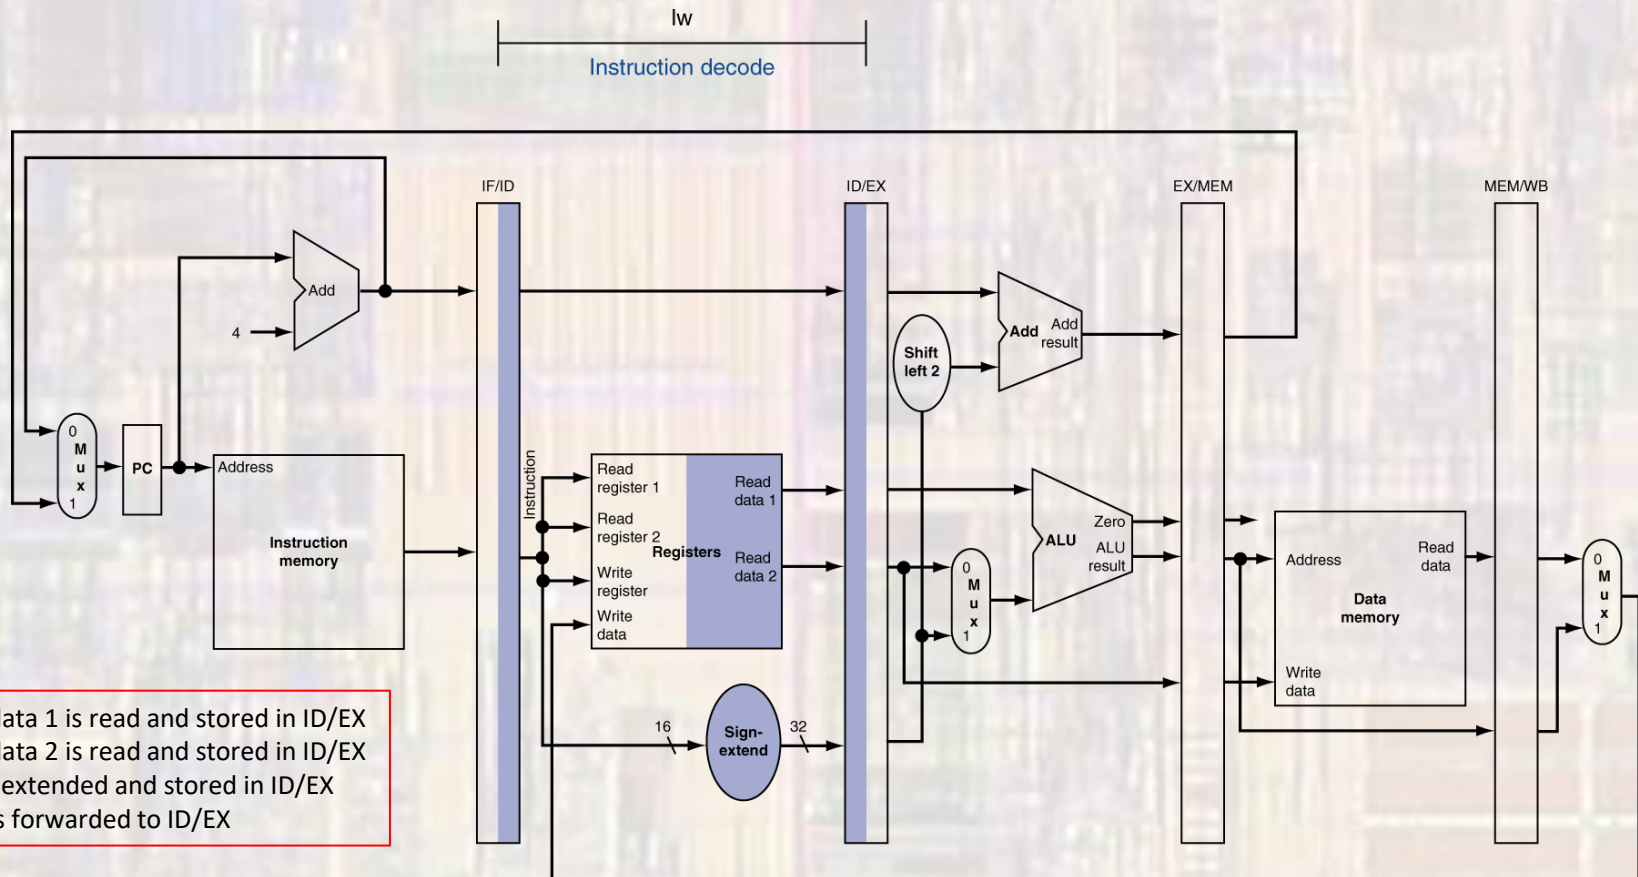 lw
Instruction decode
IF/ID
ID/EX
EX/MEM
MEM/WB
Add
4
Add
Add
result
Shift
left 2
0
M
u
x
1
PC
Address
Instruction
memory
Instruction
Read
register 1
Read
register 2
Write
register
Write
data
Registers
Read
data 1
Read
data 2
16
Sign-
extend
32
0
M
u
x
1
ALU
Zero
ALU
result
Address
Read
data
Data
memory
Write
data
0
M
u
x
1
data 1 is read and stored in ID/EX
data 2 is read and stored in ID/EX
extended and stored in ID/EX
forwarded to ID/EX